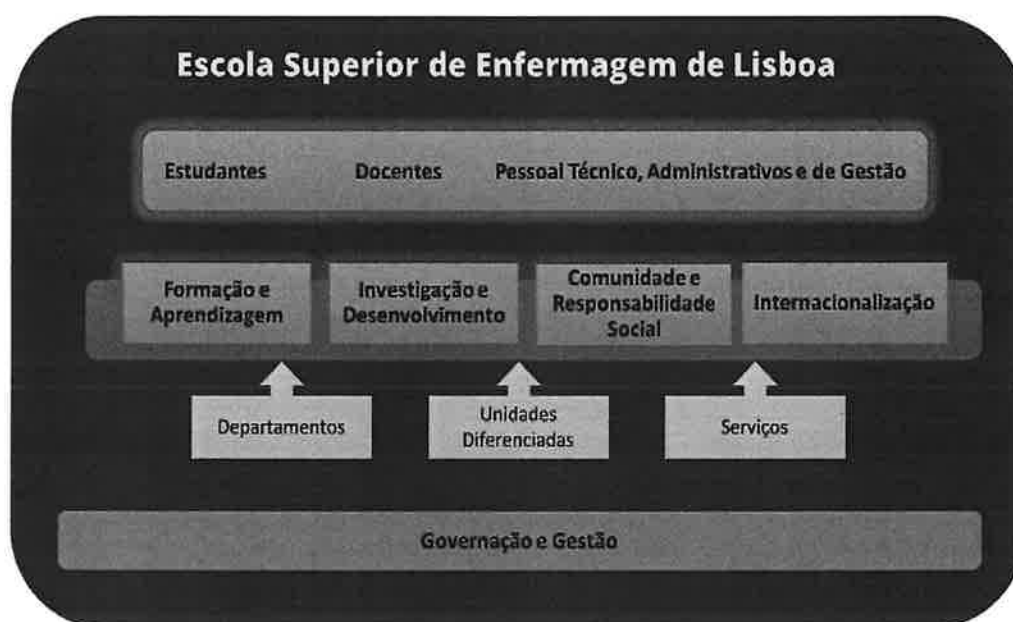 Escola Superior de Enfermagem de Lisboa
Estudantes
Docentes
Pessoal Técnico, Administrativos e de Gestão
Formação e
Aprendizagem
Investigação e
Desenvolvimento
Comunidade e
Responsabilidade
Social
Internacionalização
Departamentos
Unidades
Diferenciadas
Serviços
Governação e Gestão